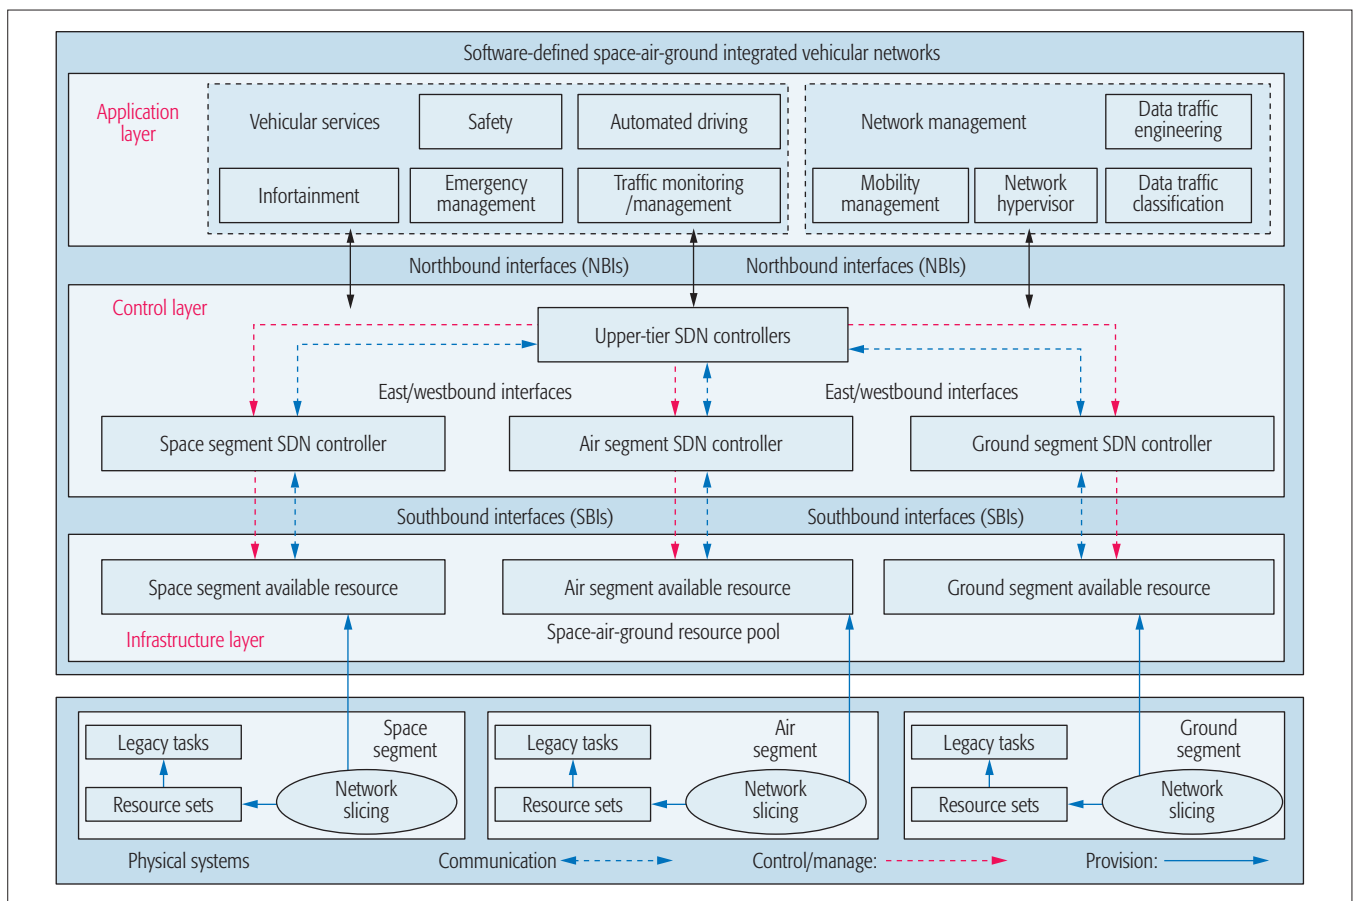 Software-defined space-air-ground integrated vehicular networks
Application
layer
Vehicular services
Safety
Automated driving
Network management
Data traffic
engineering
Infortainment
Emergency
management
Traffic monitoring
/management
Mobility
management
Network
hypervisor
Data traffic
classification
Northbound interfaces (NBIs)
Northbound interfaces (NBIs)
Control layer
Upper-tier SDN controllers
East/westbound interfaces
East/westbound interfaces
Space segment SDN controller
Air segment SDN controller
Ground segment SDN controller
Southbound interfaces (SBIs)
Southbound interfaces (SBIs)
Space segment available resource
Air segment available resource
Ground segment available resource
Infrastructure layer
Space-air-ground resource pool
Space
segment
Legacy tasks
Resource sets
Network
slicing
Air
segment
Legacy tasks
Resource sets
Network
slicing
Ground
segment
Legacy tasks
Resource sets
Network
slicing
Physical systems
Communication
Control/manage:
Provision: